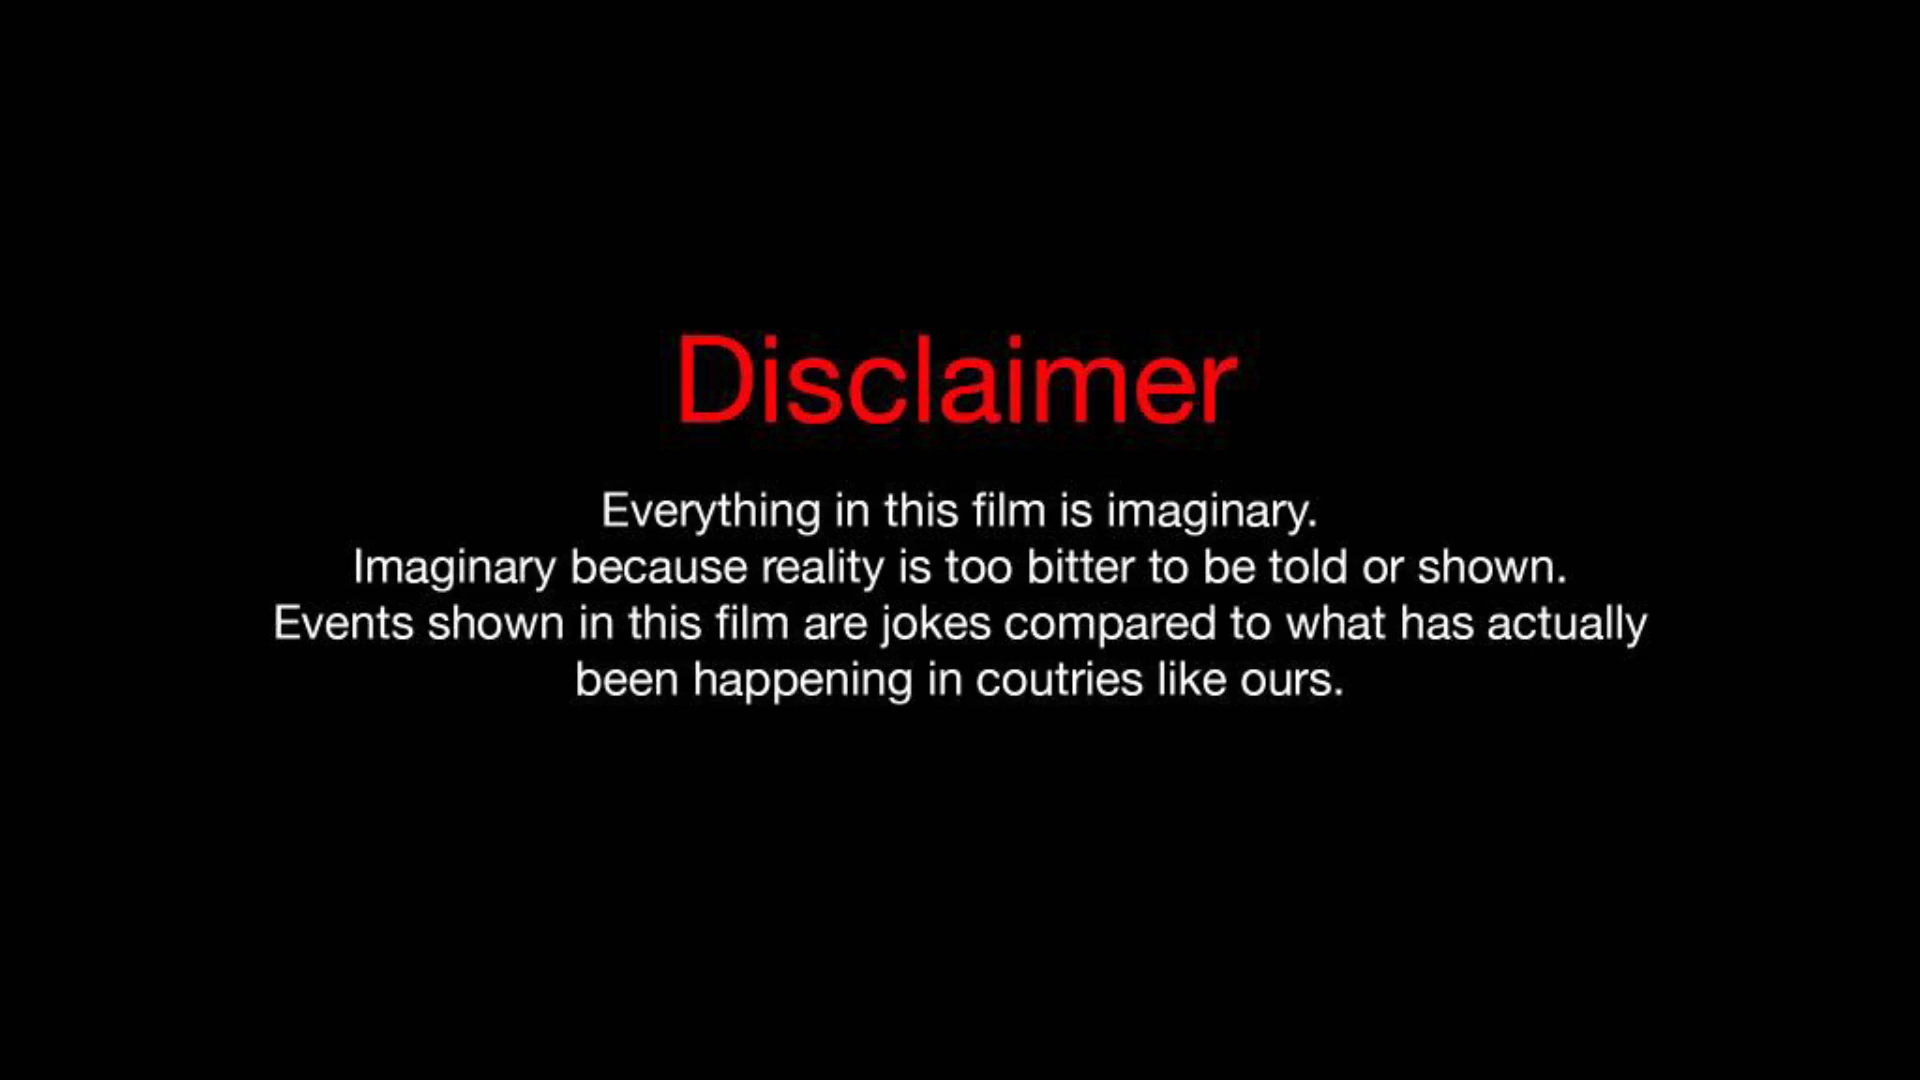 Disclaimer
Everything in this film is imaginary.
Imaginary because reality is too bitter to be told or shown.
Events shown in this film are jokes compared to what has actually
been happening in coutries like ours.